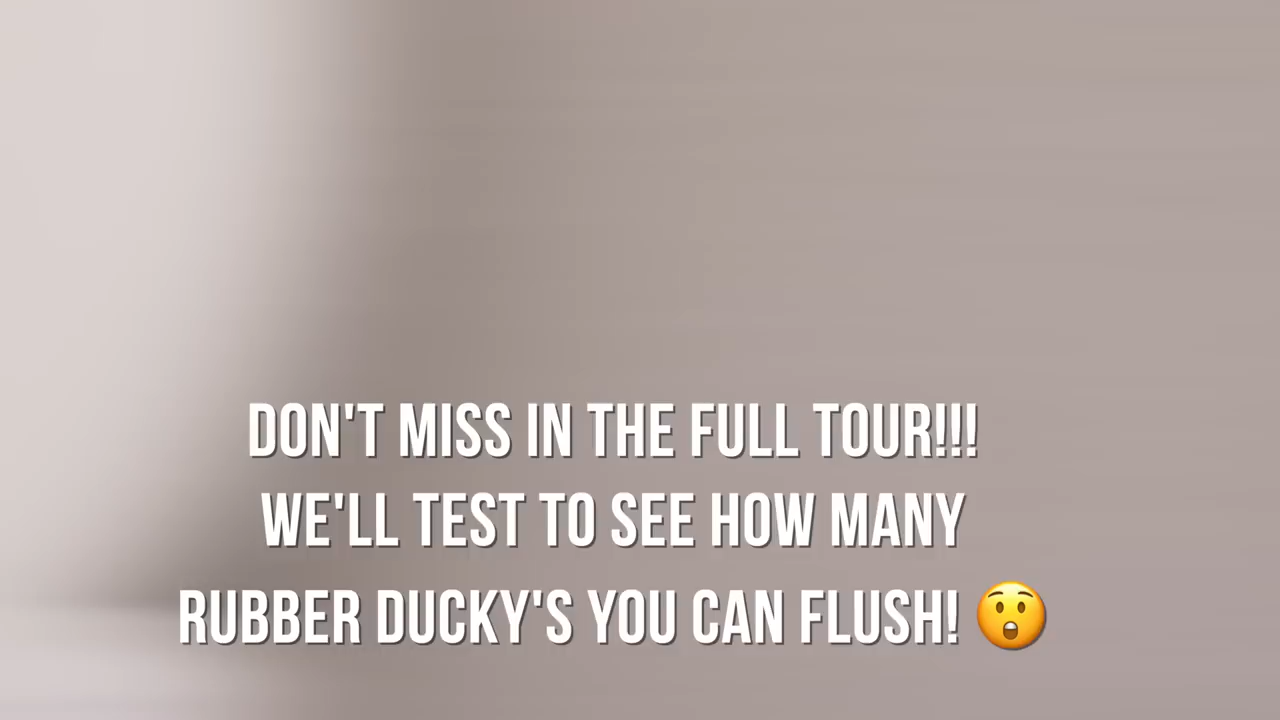 DON'T MISS IN THE FULL TOUR!!!
WE'LL TEST TO SEE HOW MANY
RUBBER DUCKY'S YOU CAN FLUSH! 😲